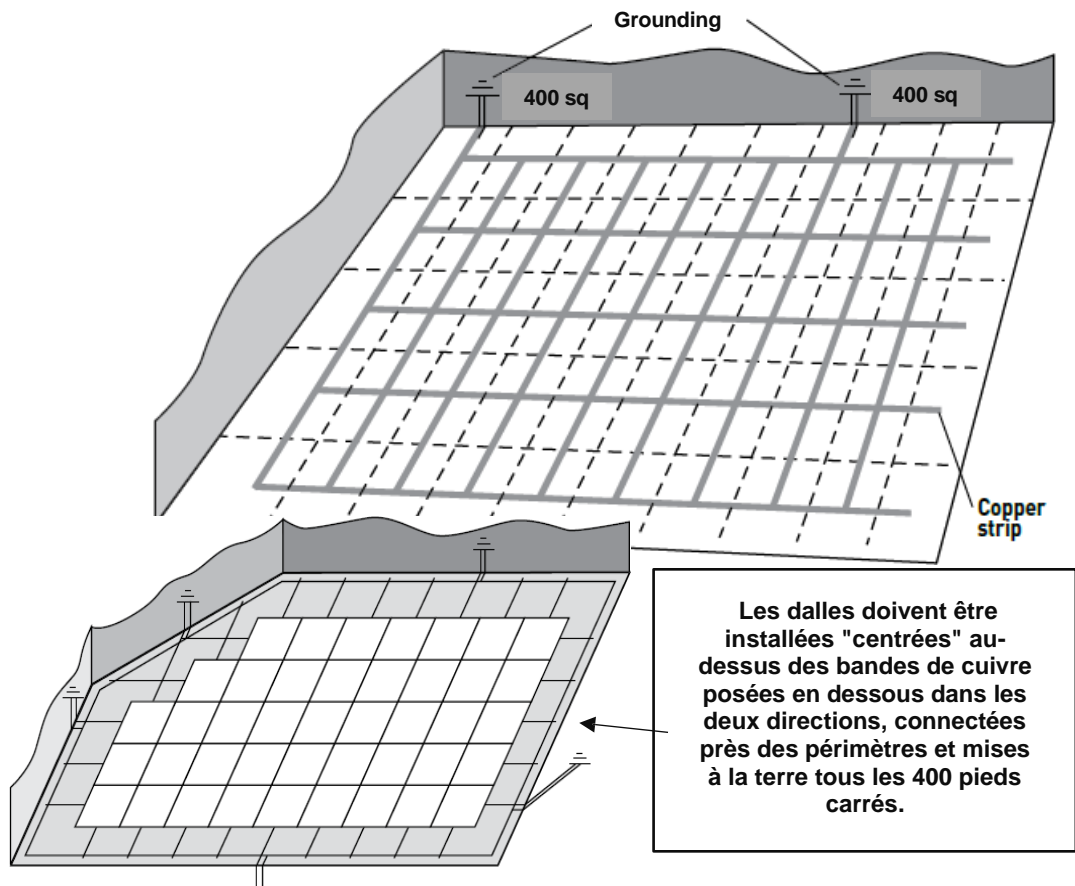 Grounding
400 sq
400 sq
Copper
strip
Les dalles doivent être
installées "centrées" au-
dessus des bandes de cuivre
posées en dessous dans les
deux directions, connectées
près des périmètres et mises
à la terre tous les 400 pieds
carrés.